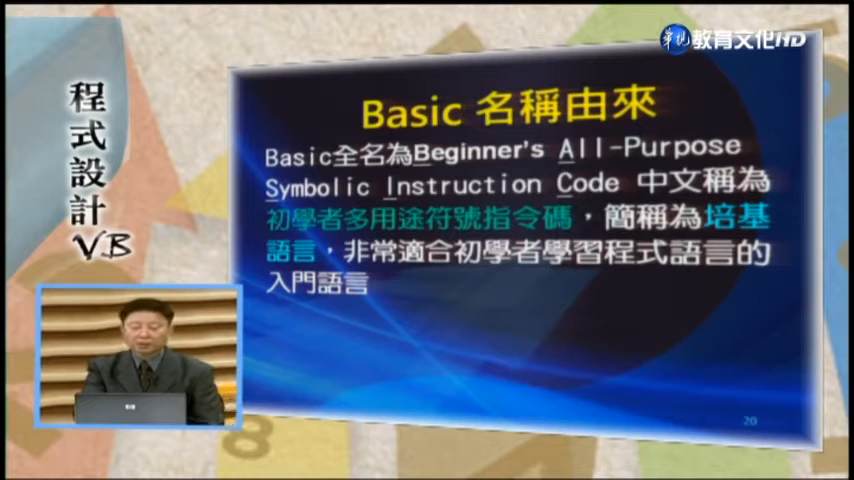 華視教育文化HD
程式設計
VB
Basic 名稱由來
Basic全名為Beginner's All-Purpose
Symbolic Instruction Code 中文稱為
初學者多用途符號指令碼，簡稱為培基
語言，非常適合初學者學習程式語言的
入門語言
20
hp
8